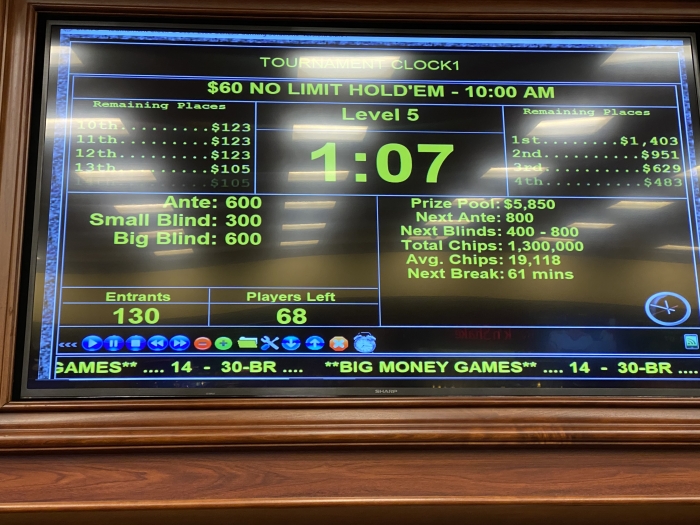 TOURNAMENT CLOCK1
$60 NO LIMIT HOLD'EM - 10:00 AM
Remaining Places
10th.........$123
11th.........$123
12th.........$123
13th.........$105
14th.........$105
Level 5
1:07
Remaining Places
1st.......$1,403
2nd.........$951
3rd.........$629
4th.........$483
Ante: 600
Small Blind: 300
Big Blind: 600
Prize Pool: $5,850
Next Ante: 800
Next Blinds: 400 - 800
Total Chips: 1,300,000
Avg. Chips: 19,118
Next Break: 61 mins
Entrants
130
Players Left
68
<<<
GAMES** .... 14 - 30-BR .... **BIG MONEY GAMES** .... 14 - 30-BR ....
SHARP